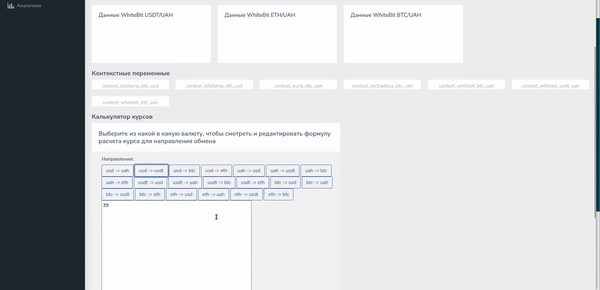 Аналитика
Данные WhiteBit USDT/UAH
Данные WhiteBit ETH/UAH
Данные WhiteBit BTC/UAH
Контекстные переменные
context_bitstamp_btc_usd
context_bitstamp_eth_usd
context_kuna_btc_uah
context_btctradeua_btc_uah
context_whitebit_btc_uah
context_whitebit_usdt_uah
context_whitebit_eth_uah
Калькулятор курсов
Выберите из какой в какую валюту, чтобы смотреть и редактировать формулу
расчета курса для направления обмена
Направления:
usd -> uah
usd -> usdt
usd -> btc
usd -> eth
uah -> usd
uah -> usdt
uah -> btc
uah -> eth
usdt -> usd
usdt -> uah
usdt -> btc
usdt -> eth
btc -> usd
btc -> uah
btc -> usdt
btc -> eth
eth -> usd
eth -> uah
eth -> usdt
eth -> btc
39